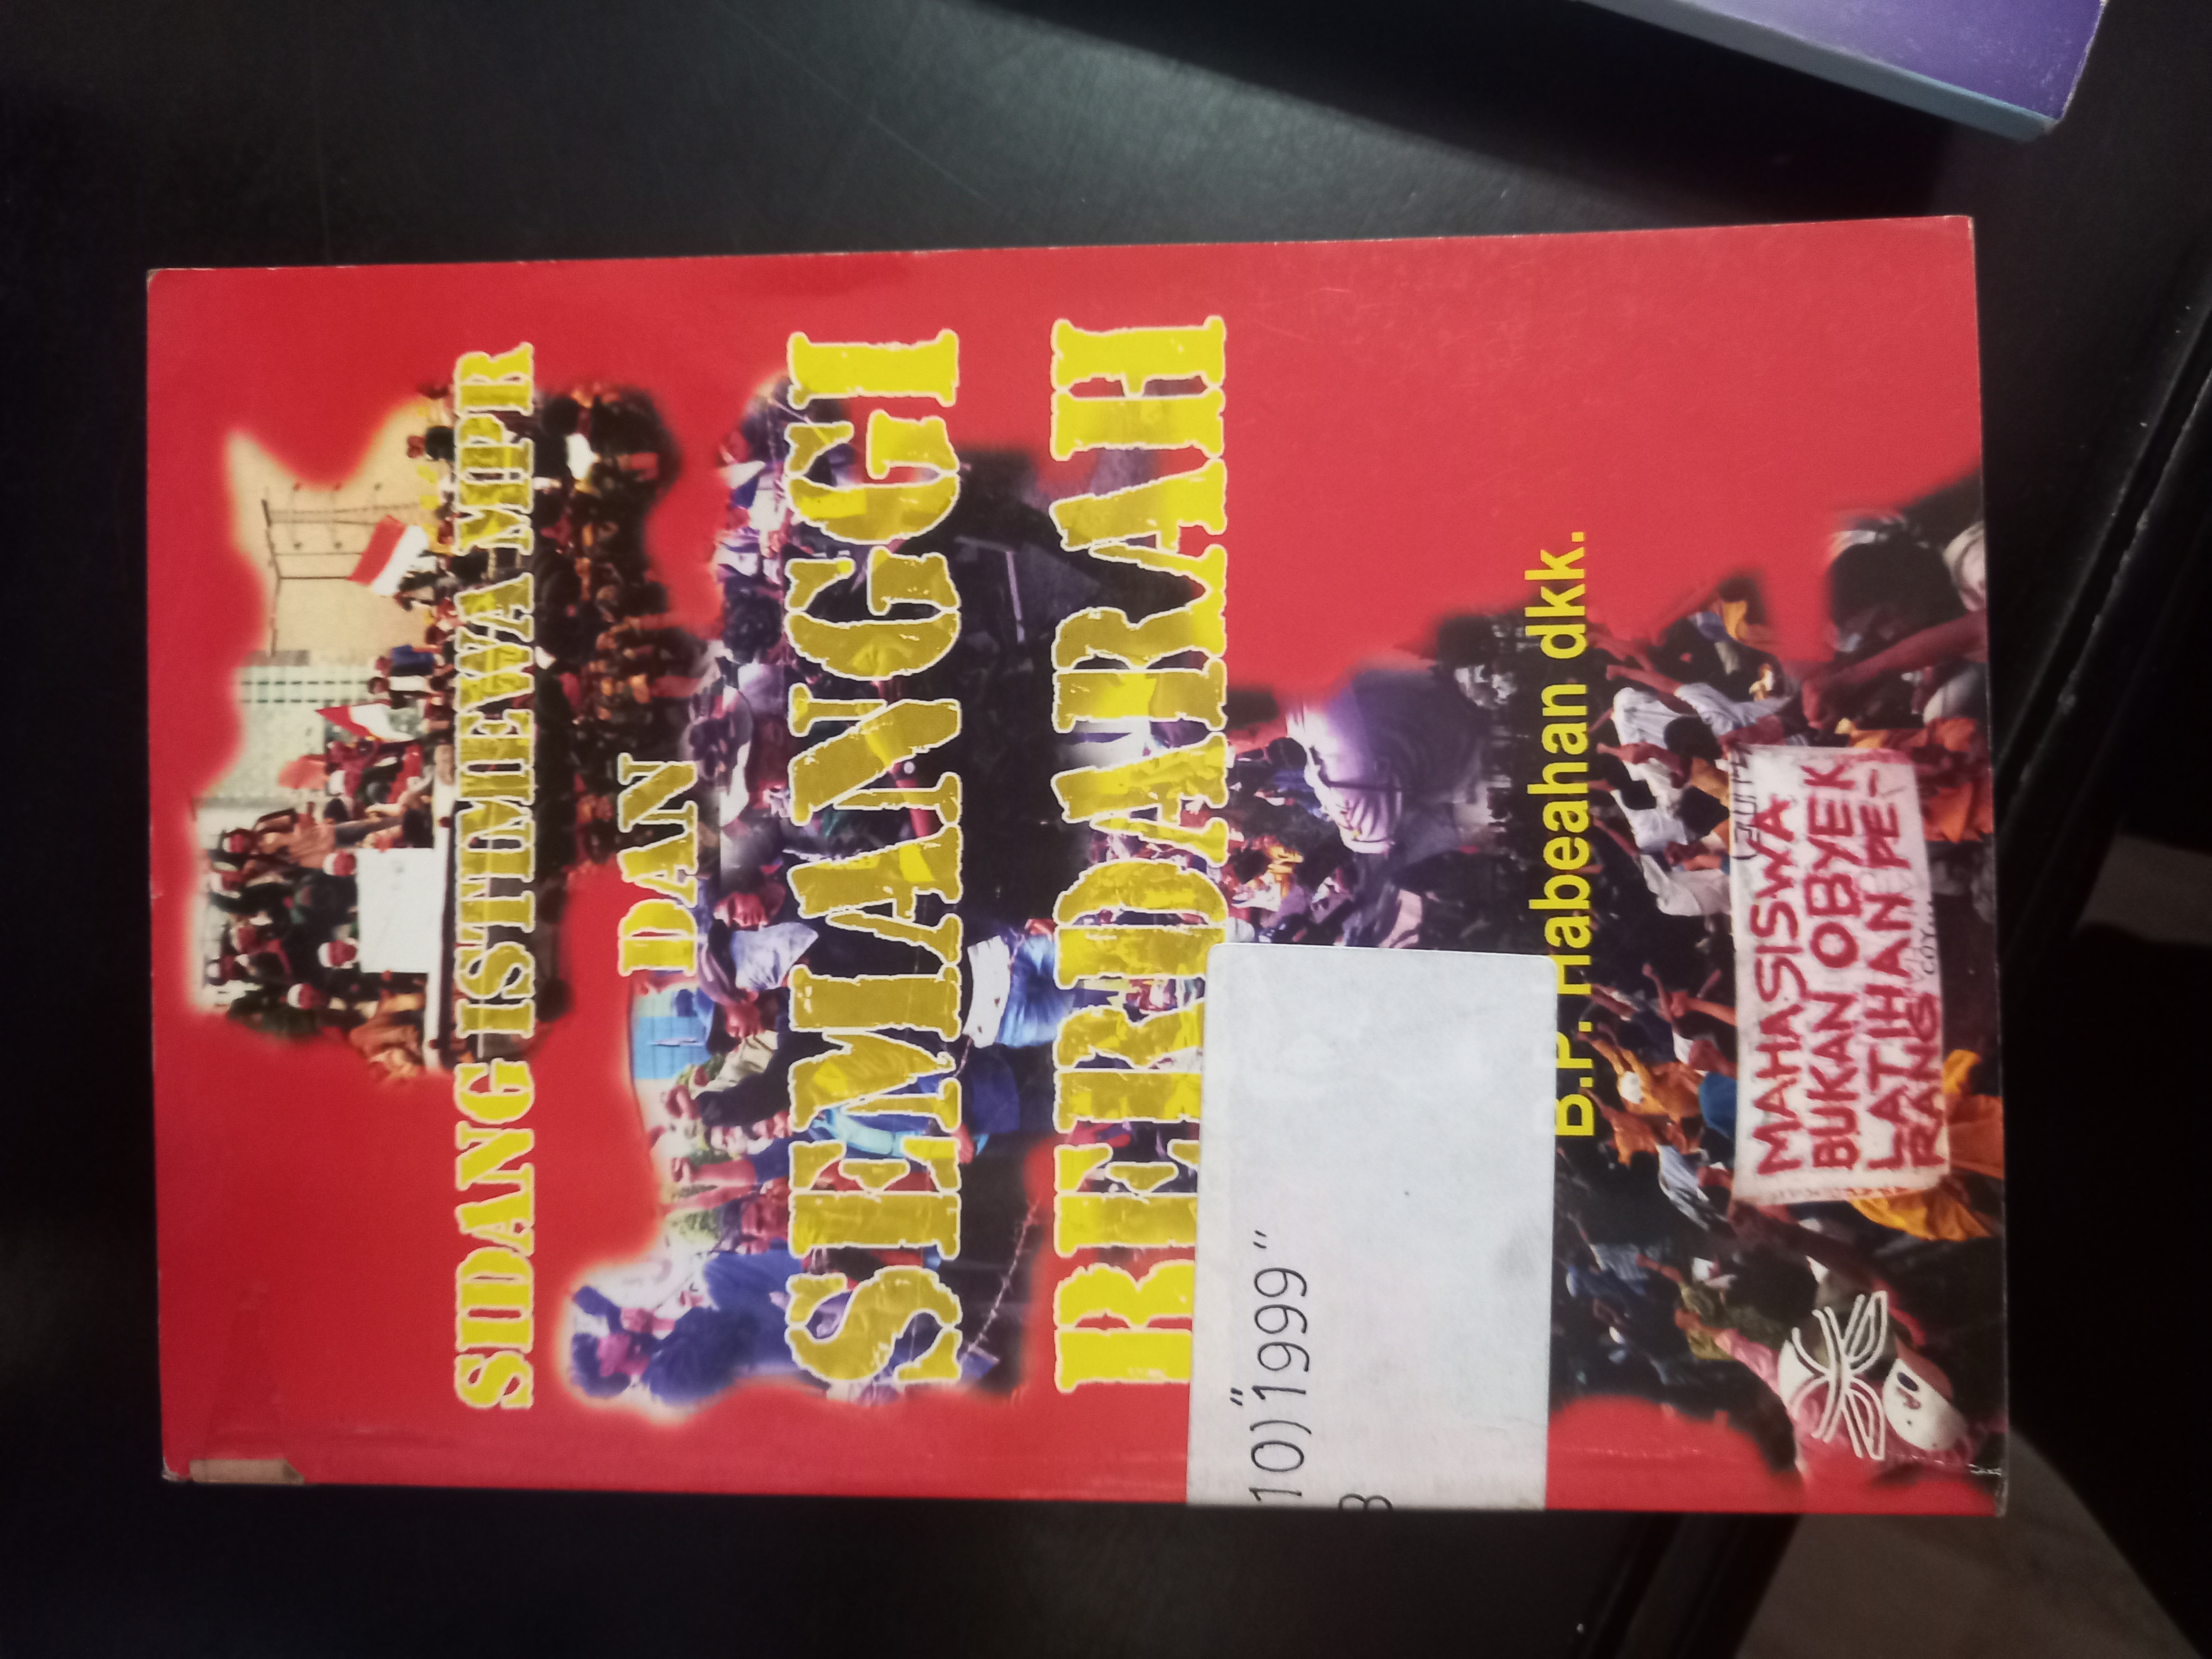 SIDANG ISTIMEWA MPR
DAN
SEMANGGI
BERDARAH
10)"1999"
B.P. Habeahan dkk.
MAHASISWA
BUKAN OBYEK
LATIHAN PE-
RANG